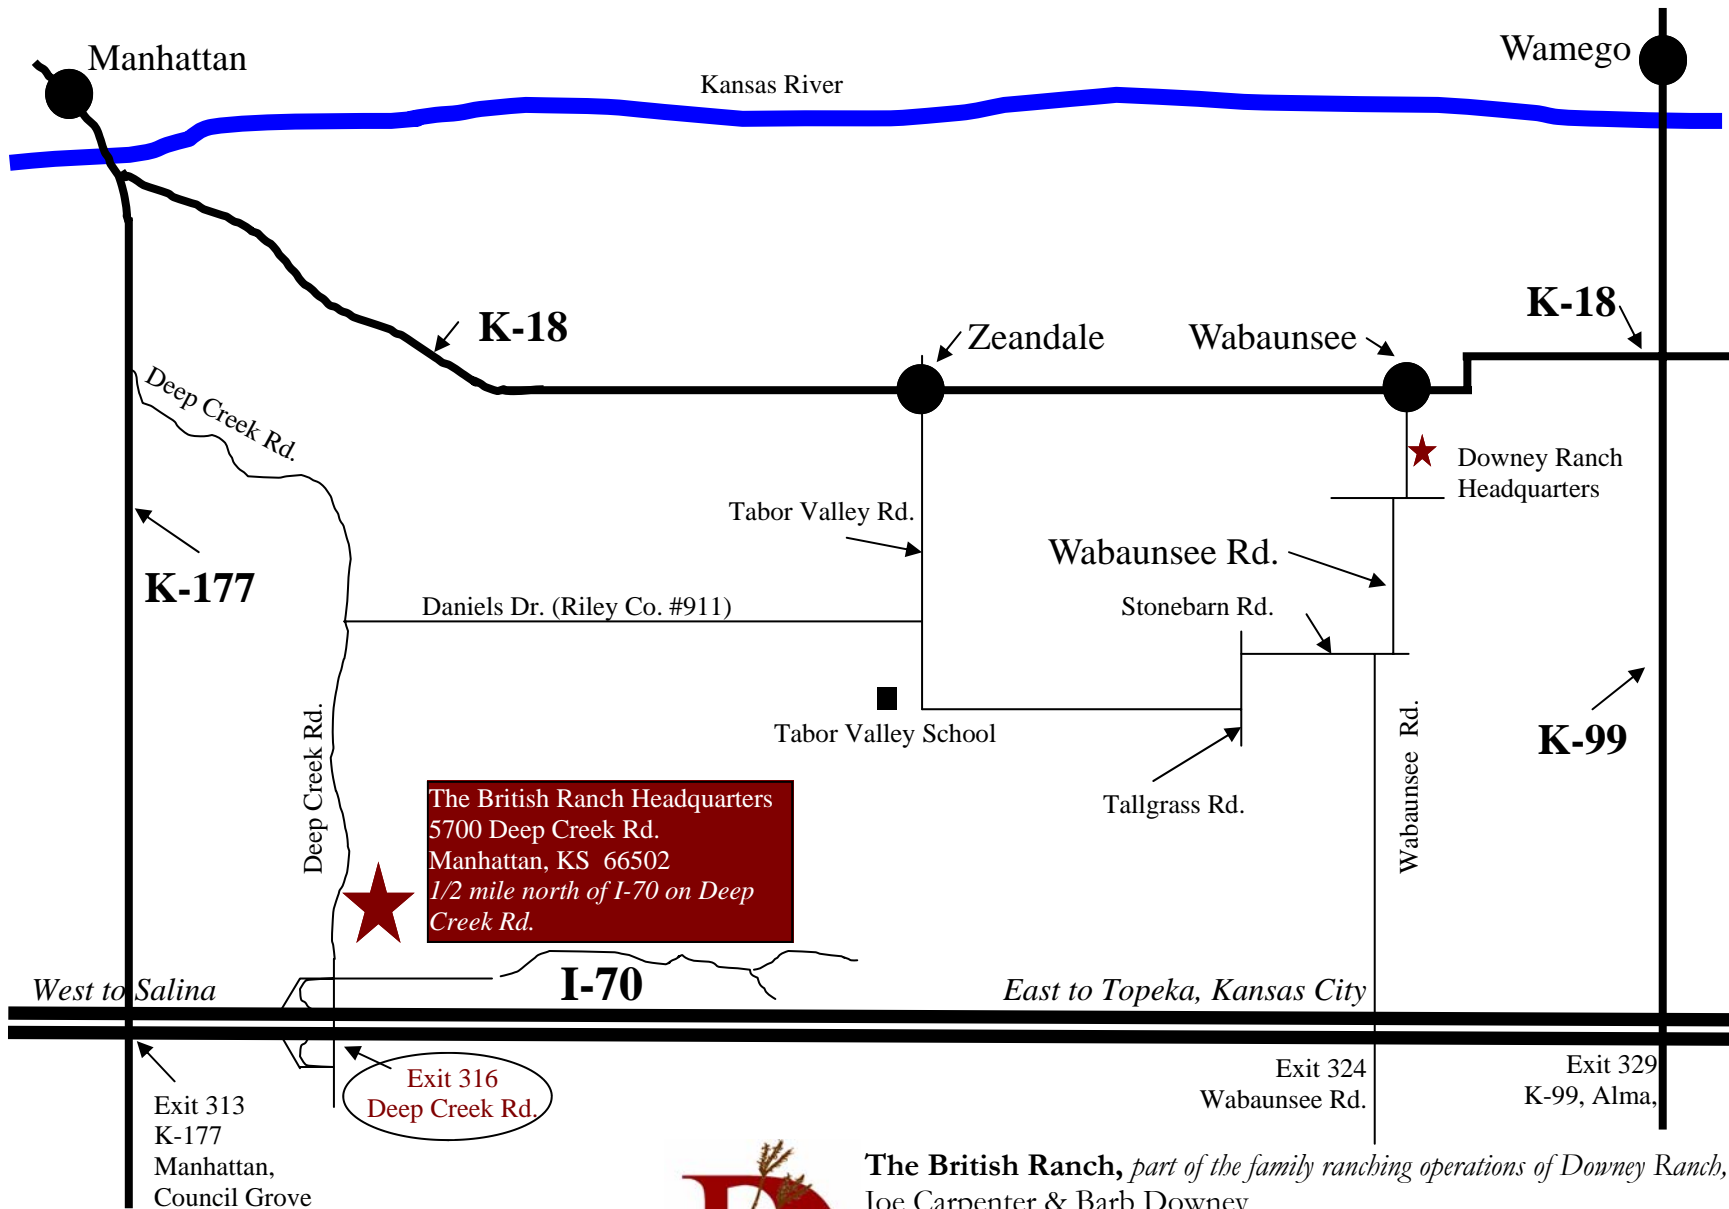 Manhattan
Wamego
Kansas River
K-18
K-18
Zeandale
Wabaunsee
Deep Creek Rd.
Downey Ranch
Headquarters
Tabor Valley Rd.
Wabaunsee Rd.
K-177
Daniels Dr. (Riley Co. #911)
Stonebarn Rd.
Deep Creek Rd.
Tabor Valley School
Wabaunsee Rd.
K-99
Tallgrass Rd.
The British Ranch Headquarters
5700 Deep Creek Rd.
Manhattan, KS 66502
1/2 mile north of I-70 on Deep
Creek Rd.
West to Salina
I-70
East to Topeka, Kansas City
Exit 316
Deep Creek Rd.
Exit 324
Wabaunsee Rd.
Exit 329
K-99, Alma,
Exit 313
K-177
Manhattan,
Council Grove
The British Ranch, part of the family ranching operations of Downey Ranch,
Joe Carpenter & Barb Downey